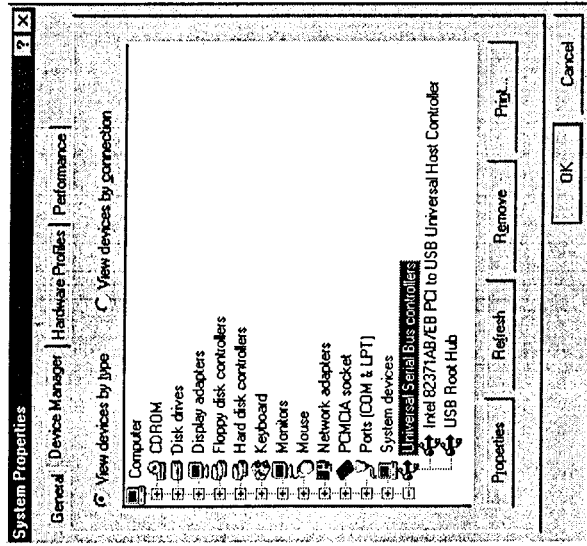 System Properties
General Device Manager Hardware Profiles Performance
View devices by type View devices by connection
Computer
CDROM
Disk drives
Display adapters
Floppy disk controllers
Hard disk controllers
Keyboard
Monitors
Mouse
Network adapters
PCMCIA socket
Ports (COM & LPT)
System devices
Universal Serial Bus controllers
Intel 82371AB/EB PCI to USB Universal Host Controller
USB Root Hub
Properties Refresh Remove Print...
OK Cancel